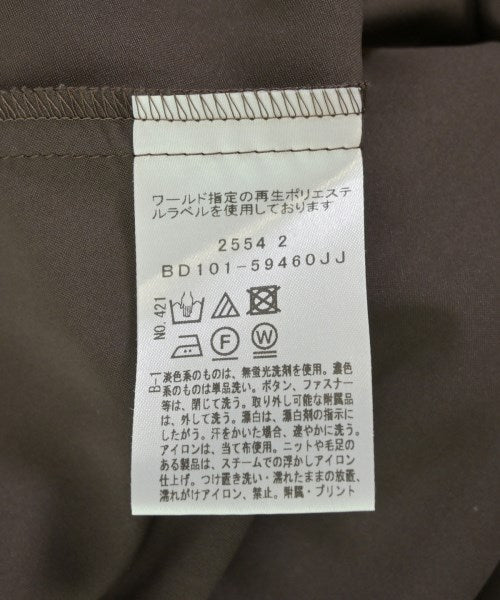 ワールド指定の再生ポリエステ
ルラベルを使用しております
2554 2
BD101-59460JJ
NO.421
F
W
B-1
淡色系のものは、無蛍光洗剤を使用。濃色
系のものは単品洗い。ボタン、ファスナー
等は、閉じて洗う。取り外し可能な附属品
は、外して洗う。漂白は、漂白剤の指示に
したがう。汗をかいた場合、速やかに洗う。
アイロンは、当て布使用。ニットや毛足の
ある製品は、スチームでの浮かしアイロン
仕上げ。つけ置き洗い・濡れたままの放置、
濡れがけアイロン、禁止。附属・プリント